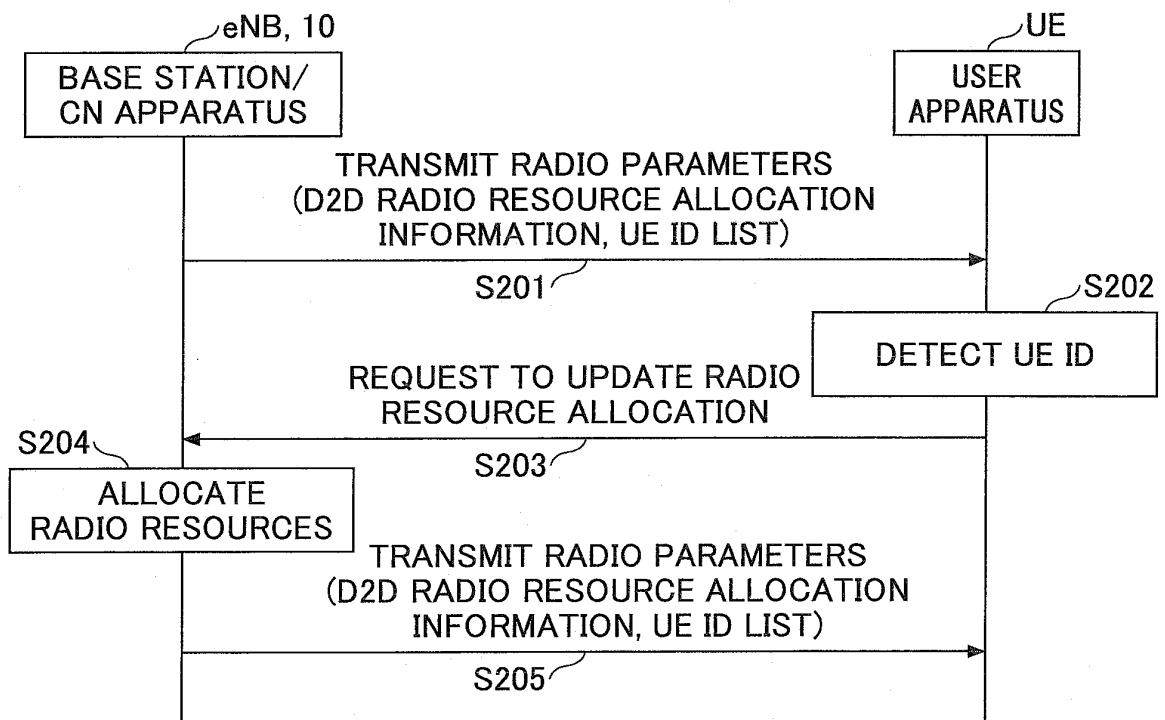 eNB, 10
UE
BASE STATION/
CN APPARATUS
USER
APPARATUS
TRANSMIT RADIO PARAMETERS
(D2D RADIO RESOURCE ALLOCATION
INFORMATION, UE ID LIST)
S201
S202
DETECT UE ID
REQUEST TO UPDATE RADIO
RESOURCE ALLOCATION
S203
S204
ALLOCATE
RADIO RESOURCES
TRANSMIT RADIO PARAMETERS
(D2D RADIO RESOURCE ALLOCATION
INFORMATION, UE ID LIST)
S205